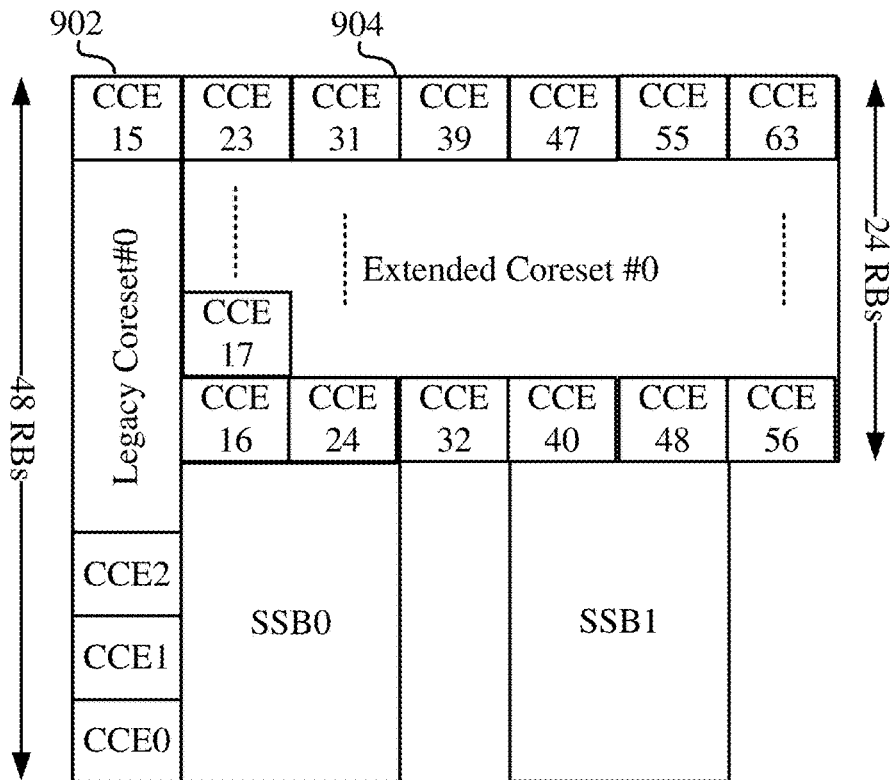 902
904
CCE 15
CCE 23
CCE 31
CCE 39
CCE 47
CCE 55
CCE 63
48 RBs
Legacy Coreset#0
Extended Coreset #0
24 RBs
CCE 17
CCE 16
CCE 24
CCE 32
CCE 40
CCE 48
CCE 56
CCE2
SSB0
SSB1
CCE1
CCE0